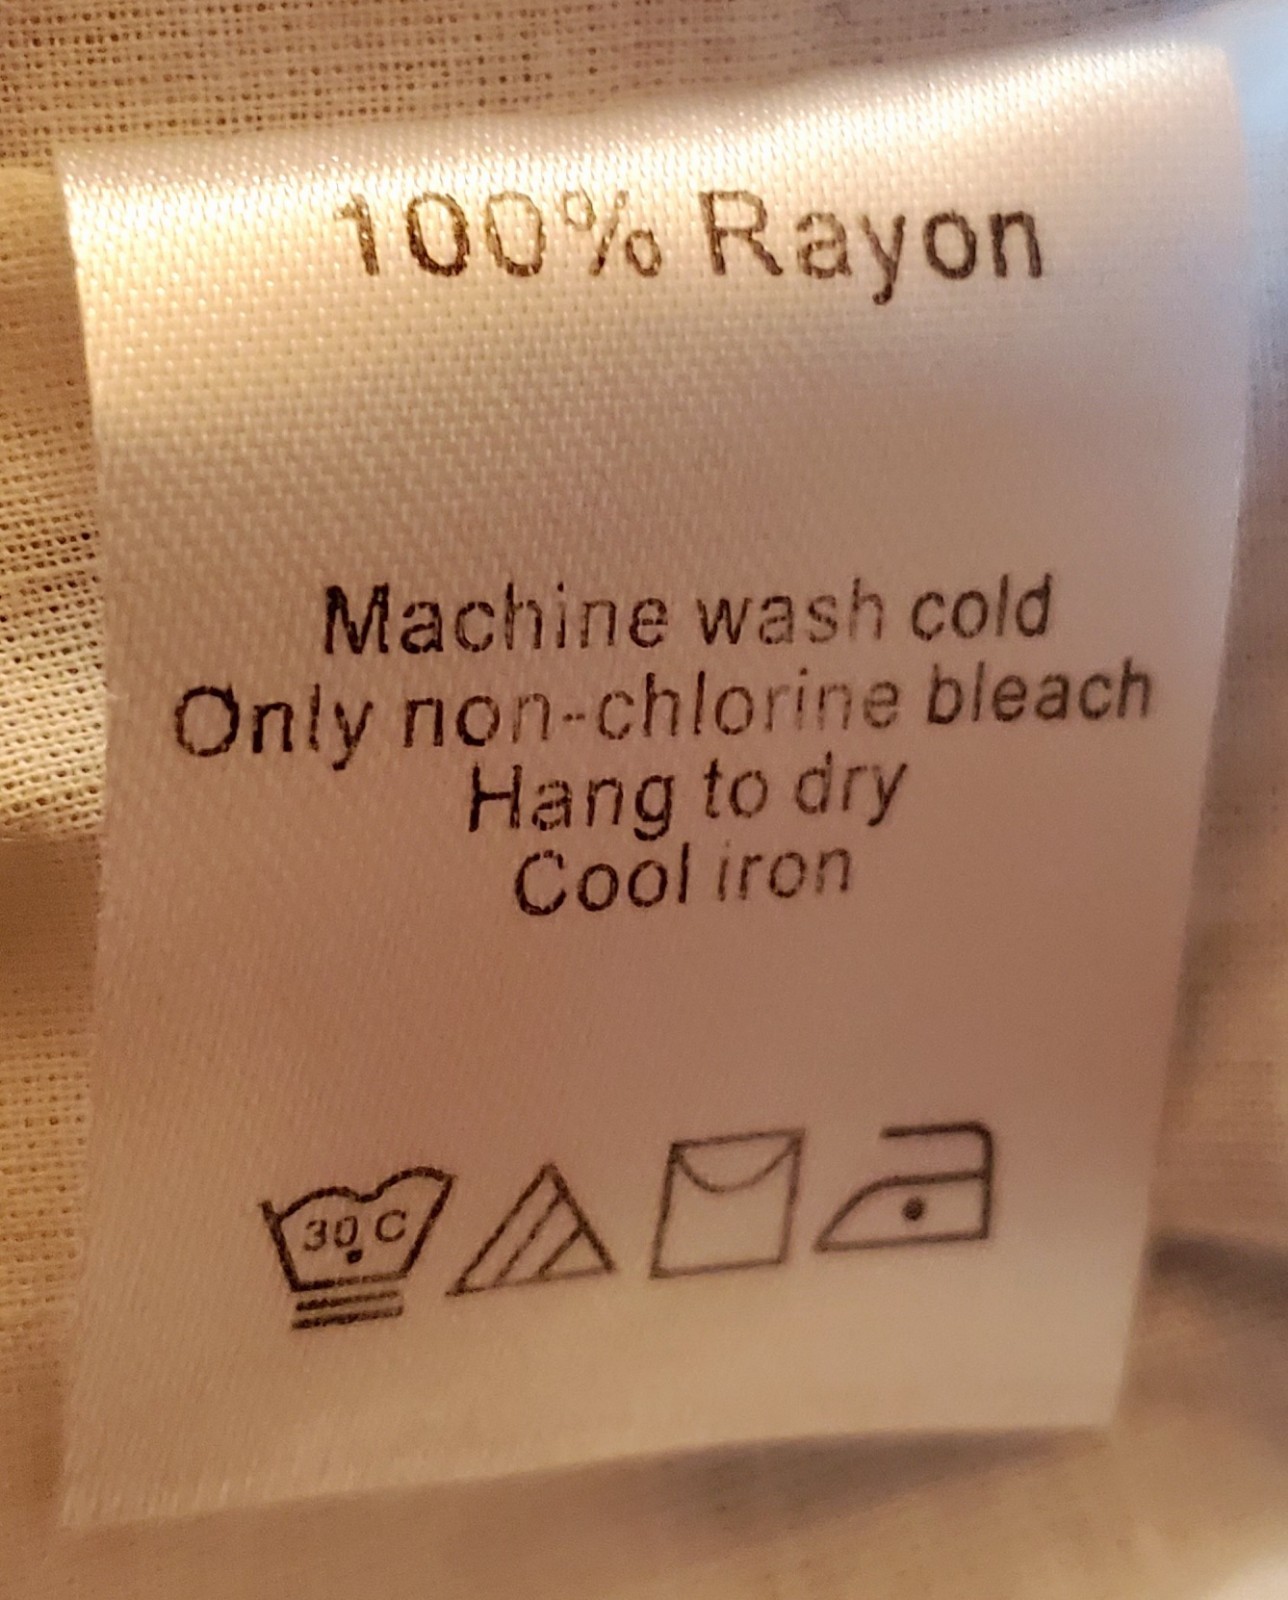 100% Rayon
Machine wash cold
Only non-chlorine bleach
Hang to dry
Cool iron
30 C